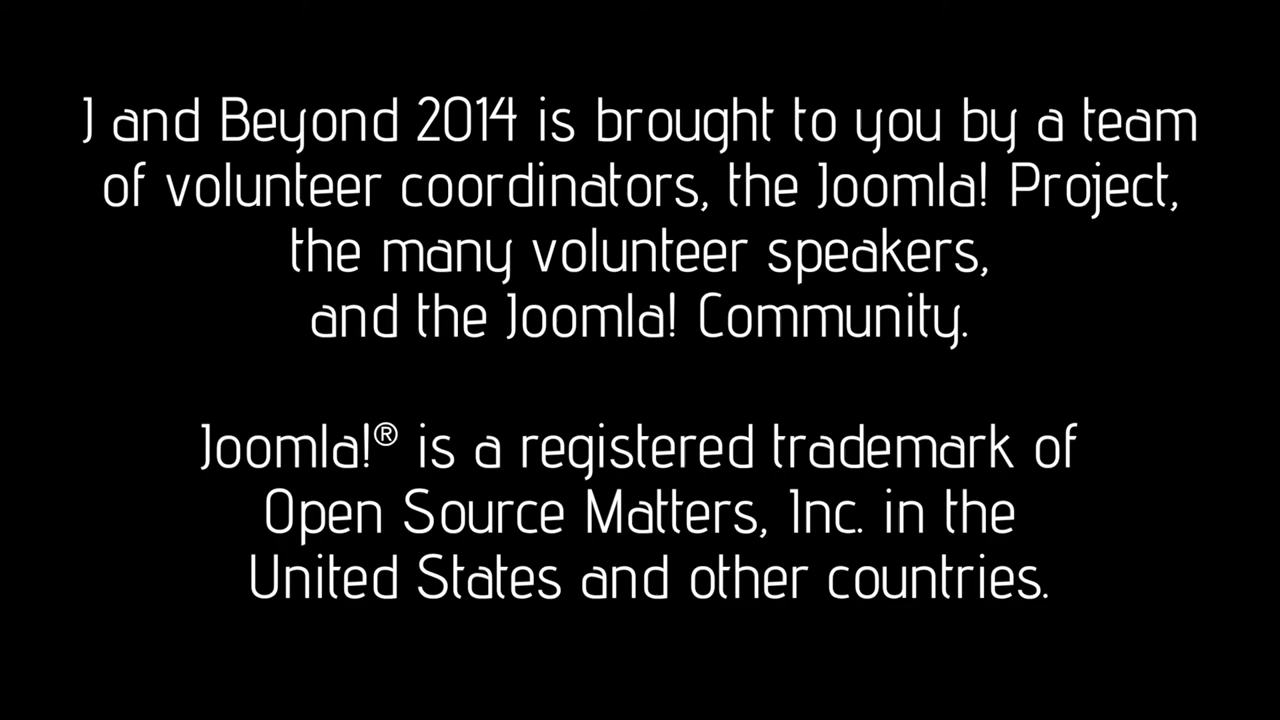 J and Beyond 2014 is brought to you by a team
of volunteer coordinators, the Joomla! Project,
the many volunteer speakers,
and the Joomla! Community.
Joomla!® is a registered trademark of
Open Source Matters, Inc. in the
United States and other countries.